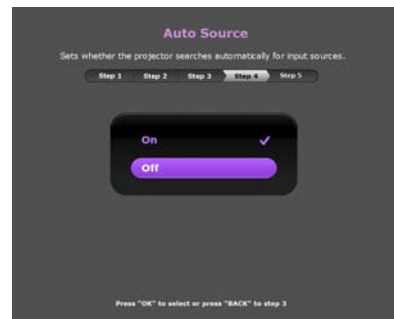 Auto Source
Sets whether the projector searches automatically for input sources.
Step 1 Step 2 Step 3 Step 4 Step 5
On
Off
Press "OK" to select or press "BACK" to step 3